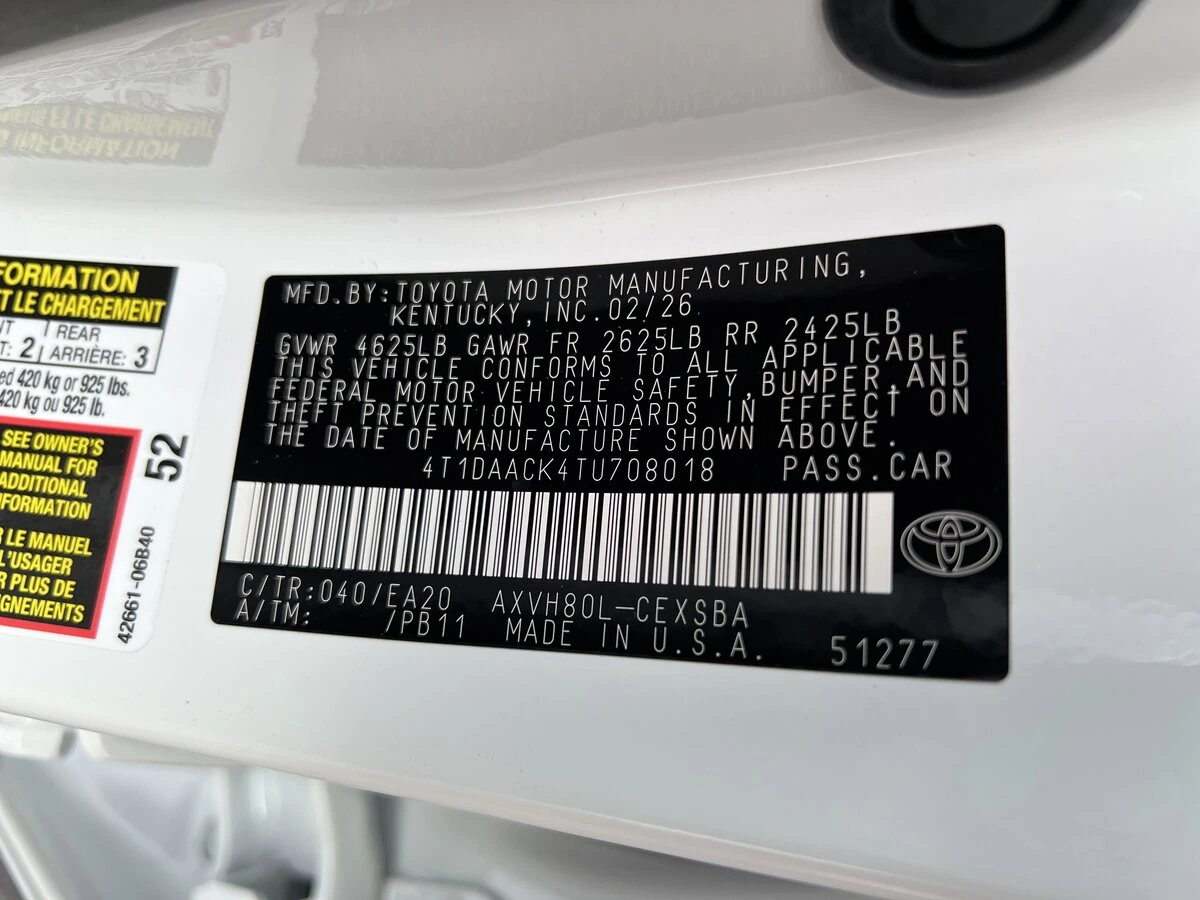 FORMATION
ET LE CHARGEMENT
NT
REAR
T: 2
ARRIÈRE: 3
ed 420 kg or 925 lbs.
420 kg ou 925 lb.
SEE OWNER'S
MANUAL FOR
ADDITIONAL
NFORMATION
R LE MANUEL
L'USAGER
R PLUS DE
IGNEMENTS
52
42661-06B40
MFD.BY:TOYOTA MOTOR MANUFACTURING,
KENTUCKY,INC.02/26
GVWR 4625LB GAWR FR 2625LB RR 2425LB
THIS VEHICLE CONFORMS TO ALL APPLICABLE
FEDERAL MOTOR VEHICLE SAFETY,BUMPER,AND
THEFT PREVENTION STANDARDS IN EFFECT ON
THE DATE OF MANUFACTURE SHOWN ABOVE.
4T1DAACK4TU708018 PASS.CAR
C/TR:040/EA20 AXVH80L-CEXSBA
A/TM: /PB11 MADE IN U.S.A. 51277